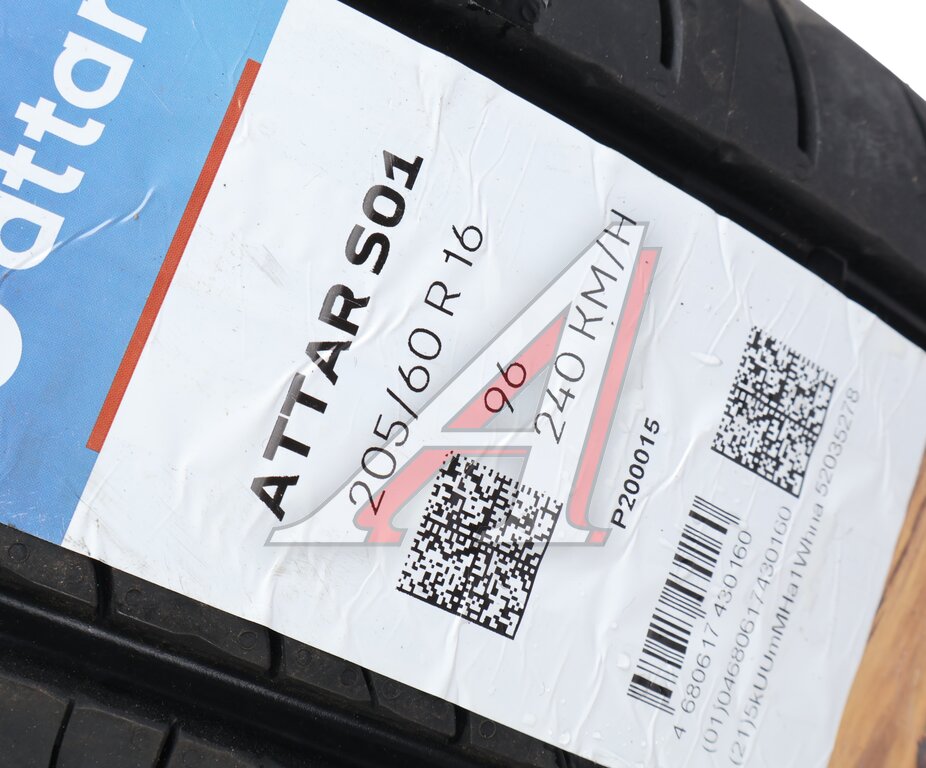 attar
ATTAR S01
205/60 R 16
96
240 KM/H
P200015
4 680617 430160
(01)04680617430160
(21)5kUUmMHa1Whna 52035278